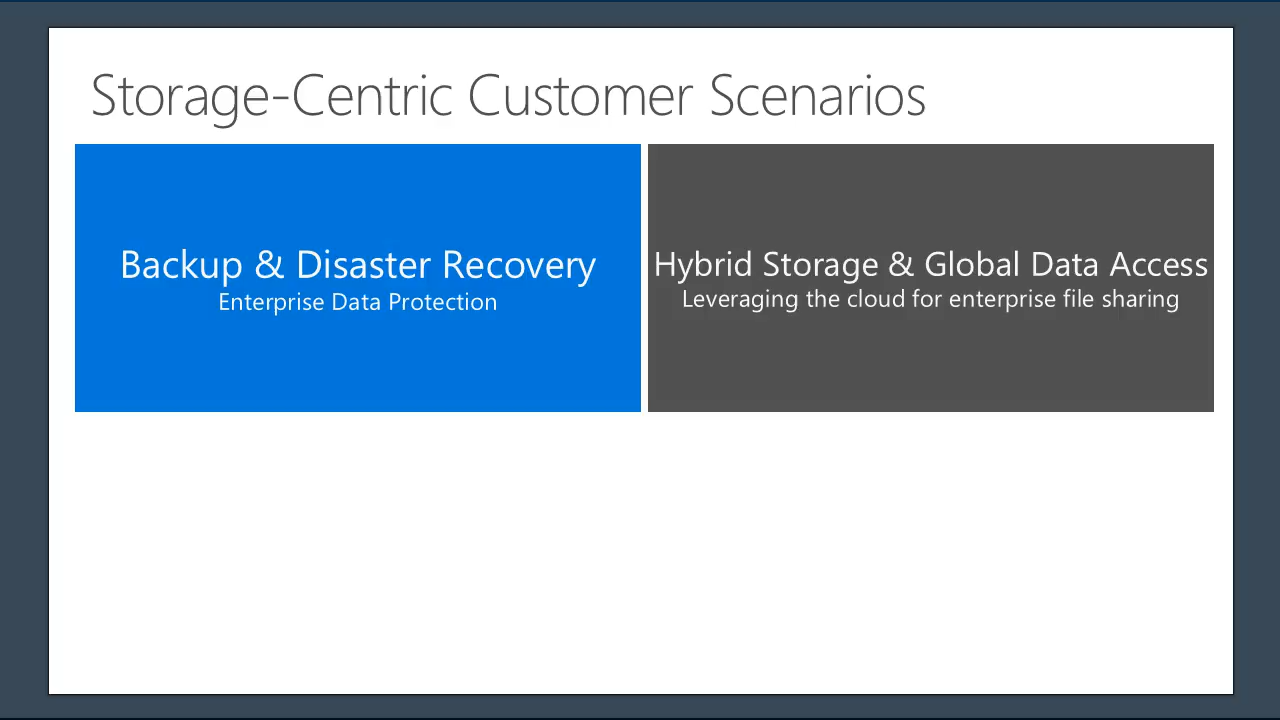 Storage-Centric Customer Scenarios
Backup & Disaster Recovery
Enterprise Data Protection
Hybrid Storage & Global Data Access
Leveraging the cloud for enterprise file sharing